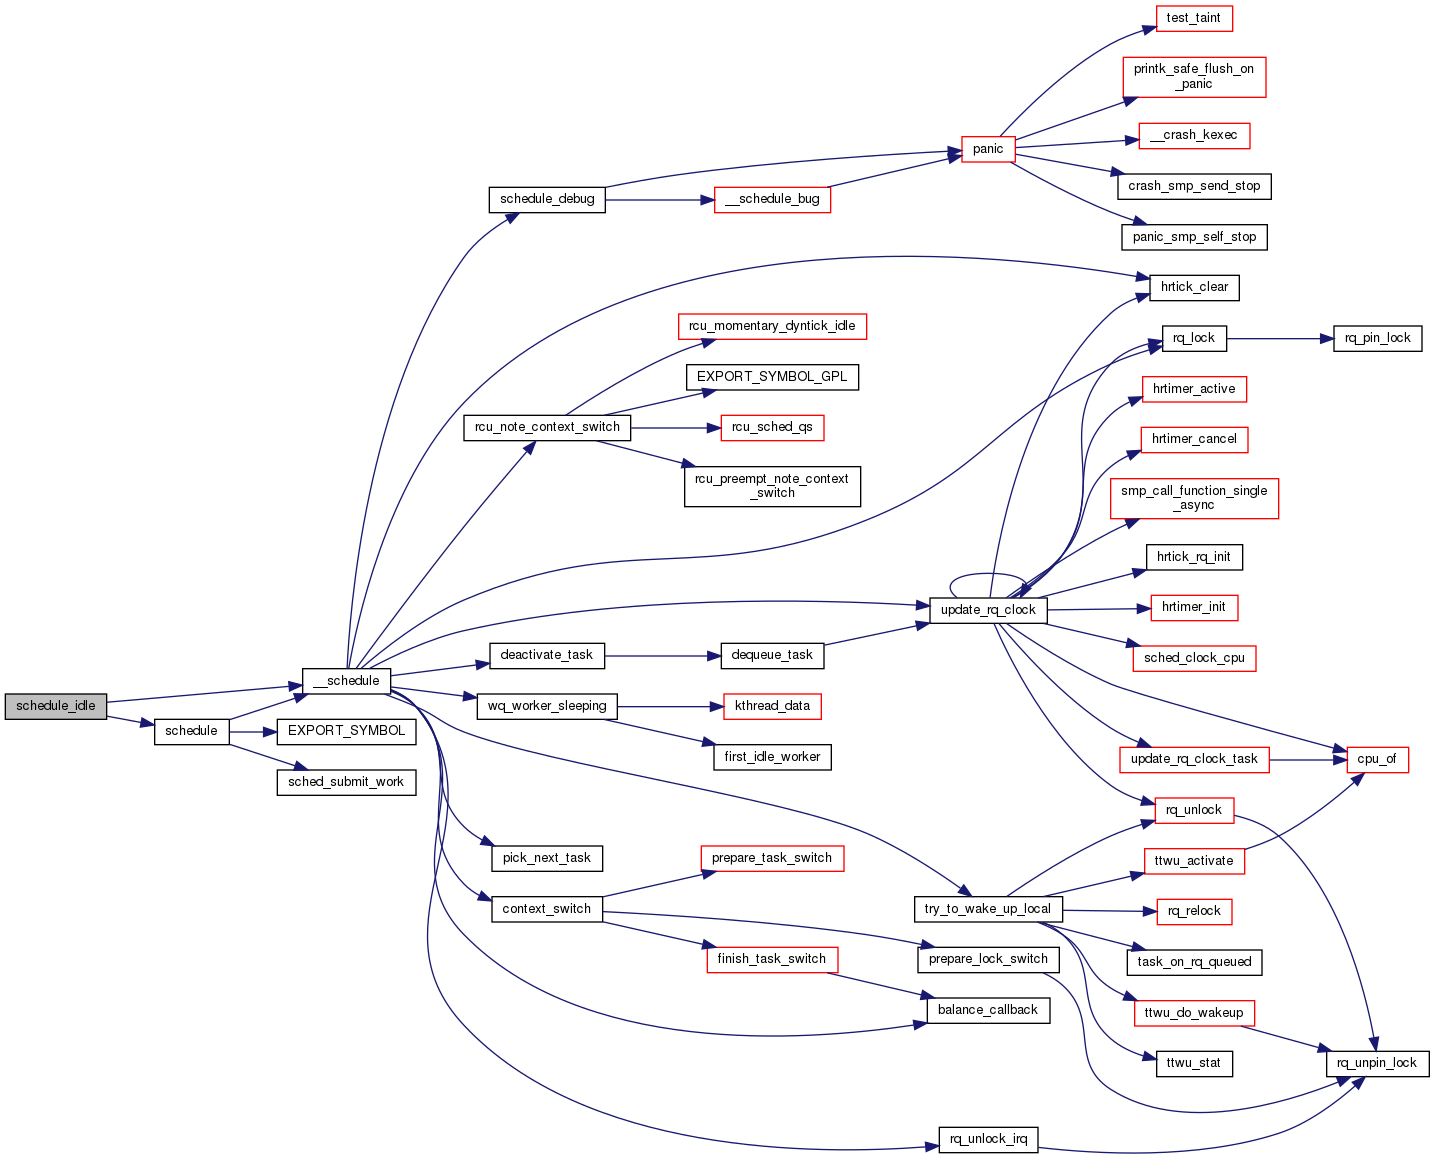 test_taint
printk_safe_flush_on
_panic
__crash_kexec
panic
crash_smp_send_stop
schedule_debug
__schedule_bug
panic_smp_self_stop
hrtick_clear
rcu_momentary_dyntick_idle
rq_lock
rq_pin_lock
EXPORT_SYMBOL_GPL
hrtimer_active
rcu_note_context_switch
rcu_sched_qs
hrtimer_cancel
rcu_preempt_note_context
_switch
smp_call_function_single
_async
hrtick_rq_init
update_rq_clock
hrtimer_init
deactivate_task
dequeue_task
sched_clock_cpu
__schedule
schedule_idle
wq_worker_sleeping
kthread_data
schedule
EXPORT_SYMBOL
first_idle_worker
update_rq_clock_task
cpu_of
sched_submit_work
rq_unlock
pick_next_task
prepare_task_switch
ttwu_activate
context_switch
try_to_wake_up_local
rq_relock
finish_task_switch
prepare_lock_switch
task_on_rq_queued
balance_callback
ttwu_do_wakeup
ttwu_stat
rq_unpin_lock
rq_unlock_irq